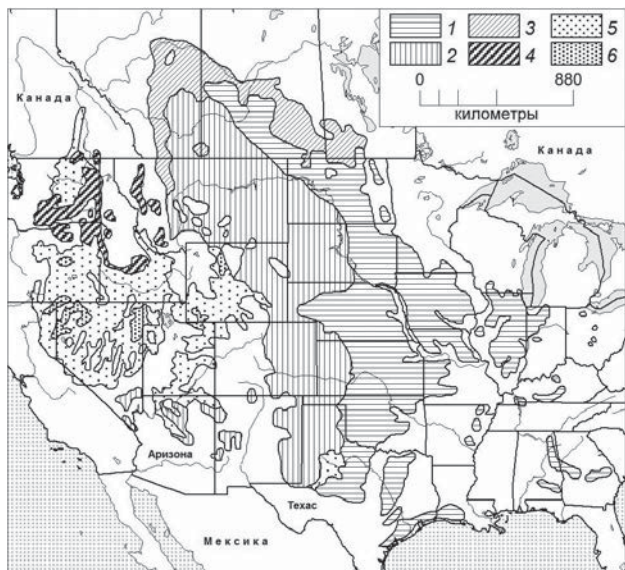 1 3 5
2 4 6
0 880
километры
Канада
Канада
Аризона
Техас
Мексика